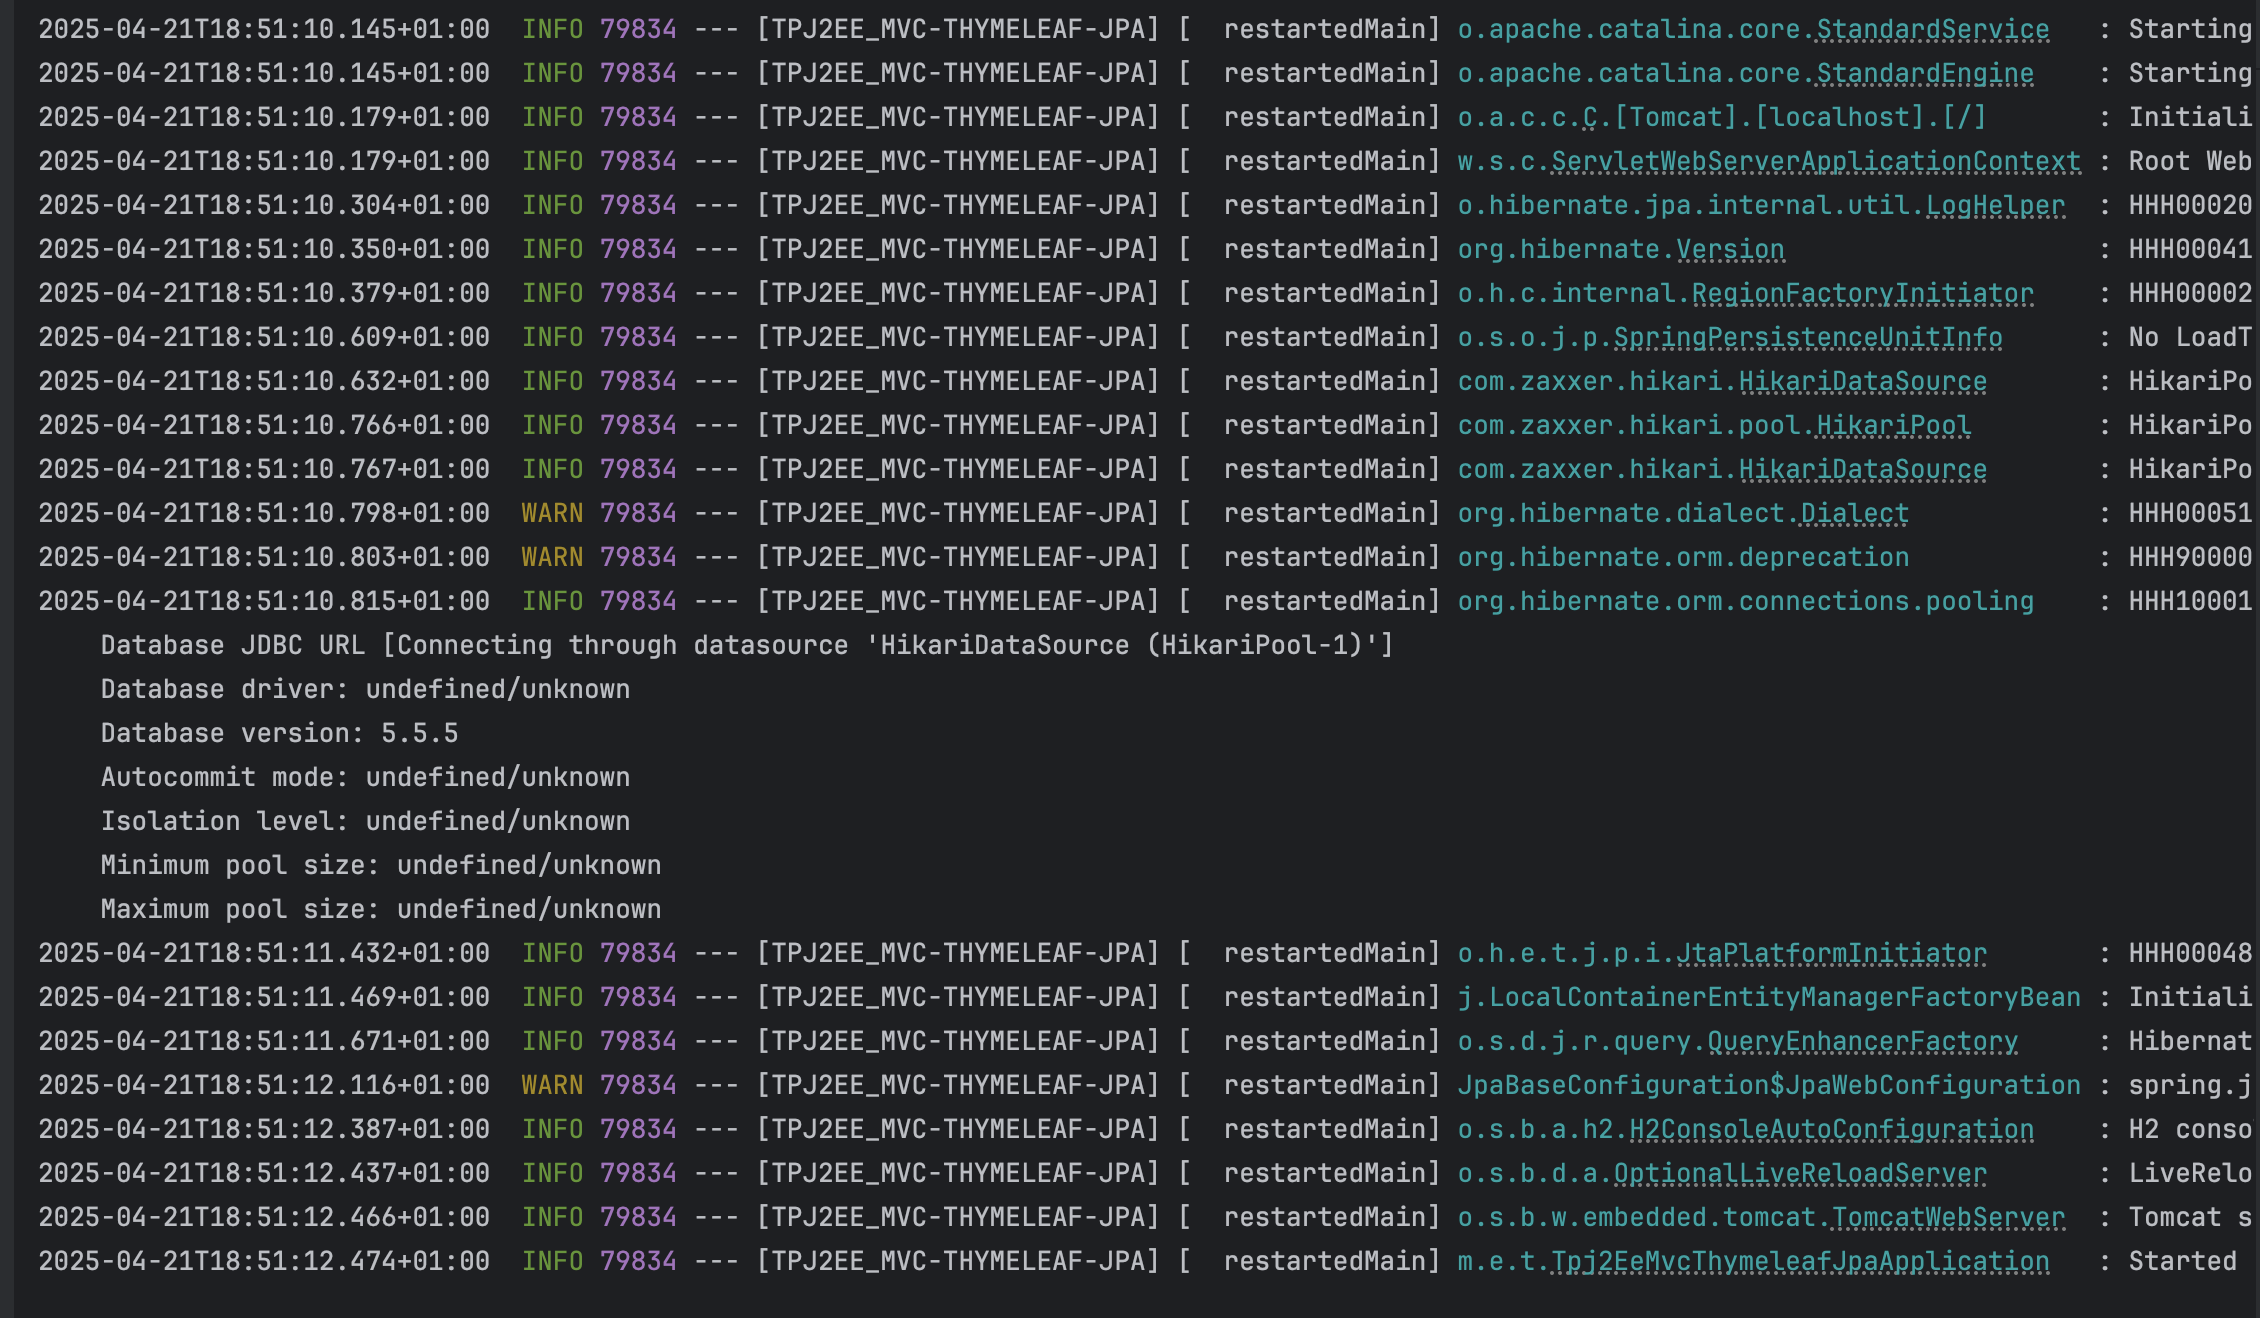 2025-04-21T18:51:10.145+01:00  INFO 79834 --- [TPJ2EE_MVC-THYMELEAF-JPA] [  restartedMain] o.apache.catalina.core.StandardService   : Starting
2025-04-21T18:51:10.145+01:00  INFO 79834 --- [TPJ2EE_MVC-THYMELEAF-JPA] [  restartedMain] o.apache.catalina.core.StandardEngine    : Starting
2025-04-21T18:51:10.179+01:00  INFO 79834 --- [TPJ2EE_MVC-THYMELEAF-JPA] [  restartedMain] o.a.c.c.C.[Tomcat].[localhost].[/]       : Initiali
2025-04-21T18:51:10.179+01:00  INFO 79834 --- [TPJ2EE_MVC-THYMELEAF-JPA] [  restartedMain] w.s.c.ServletWebServerApplicationContext : Root Web
2025-04-21T18:51:10.304+01:00  INFO 79834 --- [TPJ2EE_MVC-THYMELEAF-JPA] [  restartedMain] o.hibernate.jpa.internal.util.LogHelper  : HHH00020
2025-04-21T18:51:10.350+01:00  INFO 79834 --- [TPJ2EE_MVC-THYMELEAF-JPA] [  restartedMain] org.hibernate.Version                    : HHH00041
2025-04-21T18:51:10.379+01:00  INFO 79834 --- [TPJ2EE_MVC-THYMELEAF-JPA] [  restartedMain] o.h.c.internal.RegionFactoryInitiator    : HHH00002
2025-04-21T18:51:10.609+01:00  INFO 79834 --- [TPJ2EE_MVC-THYMELEAF-JPA] [  restartedMain] o.s.o.j.p.SpringPersistenceUnitInfo      : No LoadT
2025-04-21T18:51:10.632+01:00  INFO 79834 --- [TPJ2EE_MVC-THYMELEAF-JPA] [  restartedMain] com.zaxxer.hikari.HikariDataSource       : HikariPo
2025-04-21T18:51:10.766+01:00  INFO 79834 --- [TPJ2EE_MVC-THYMELEAF-JPA] [  restartedMain] com.zaxxer.hikari.pool.HikariPool        : HikariPo
2025-04-21T18:51:10.767+01:00  INFO 79834 --- [TPJ2EE_MVC-THYMELEAF-JPA] [  restartedMain] com.zaxxer.hikari.HikariDataSource       : HikariPo
2025-04-21T18:51:10.798+01:00  WARN 79834 --- [TPJ2EE_MVC-THYMELEAF-JPA] [  restartedMain] org.hibernate.dialect.Dialect            : HHH00051
2025-04-21T18:51:10.803+01:00  WARN 79834 --- [TPJ2EE_MVC-THYMELEAF-JPA] [  restartedMain] org.hibernate.orm.deprecation            : HHH90000
2025-04-21T18:51:10.815+01:00  INFO 79834 --- [TPJ2EE_MVC-THYMELEAF-JPA] [  restartedMain] org.hibernate.orm.connections.pooling    : HHH10001
    Database JDBC URL [Connecting through datasource 'HikariDataSource (HikariPool-1)']
    Database driver: undefined/unknown
    Database version: 5.5.5
    Autocommit mode: undefined/unknown
    Isolation level: undefined/unknown
    Minimum pool size: undefined/unknown
    Maximum pool size: undefined/unknown
2025-04-21T18:51:11.432+01:00  INFO 79834 --- [TPJ2EE_MVC-THYMELEAF-JPA] [  restartedMain] o.h.e.t.j.p.i.JtaPlatformInitiator       : HHH00048
2025-04-21T18:51:11.469+01:00  INFO 79834 --- [TPJ2EE_MVC-THYMELEAF-JPA] [  restartedMain] j.LocalContainerEntityManagerFactoryBean : Initiali
2025-04-21T18:51:11.671+01:00  INFO 79834 --- [TPJ2EE_MVC-THYMELEAF-JPA] [  restartedMain] o.s.d.j.r.query.QueryEnhancerFactory     : Hibernat
2025-04-21T18:51:12.116+01:00  WARN 79834 --- [TPJ2EE_MVC-THYMELEAF-JPA] [  restartedMain] JpaBaseConfiguration$JpaWebConfiguration : spring.j
2025-04-21T18:51:12.387+01:00  INFO 79834 --- [TPJ2EE_MVC-THYMELEAF-JPA] [  restartedMain] o.s.b.a.h2.H2ConsoleAutoConfiguration    : H2 conso
2025-04-21T18:51:12.437+01:00  INFO 79834 --- [TPJ2EE_MVC-THYMELEAF-JPA] [  restartedMain] o.s.b.d.a.OptionalLiveReloadServer       : LiveRelo
2025-04-21T18:51:12.466+01:00  INFO 79834 --- [TPJ2EE_MVC-THYMELEAF-JPA] [  restartedMain] o.s.b.w.embedded.tomcat.TomcatWebServer  : Tomcat s
2025-04-21T18:51:12.474+01:00  INFO 79834 --- [TPJ2EE_MVC-THYMELEAF-JPA] [  restartedMain] m.e.t.Tpj2EeMvcThymeleafJpaApplication   : Started